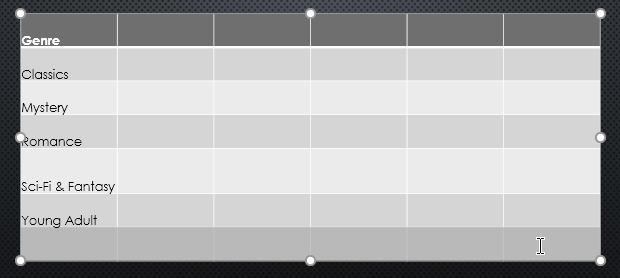 Genre
Classics
Mystery
Romance
Sci-Fi & Fantasy
Young Adult